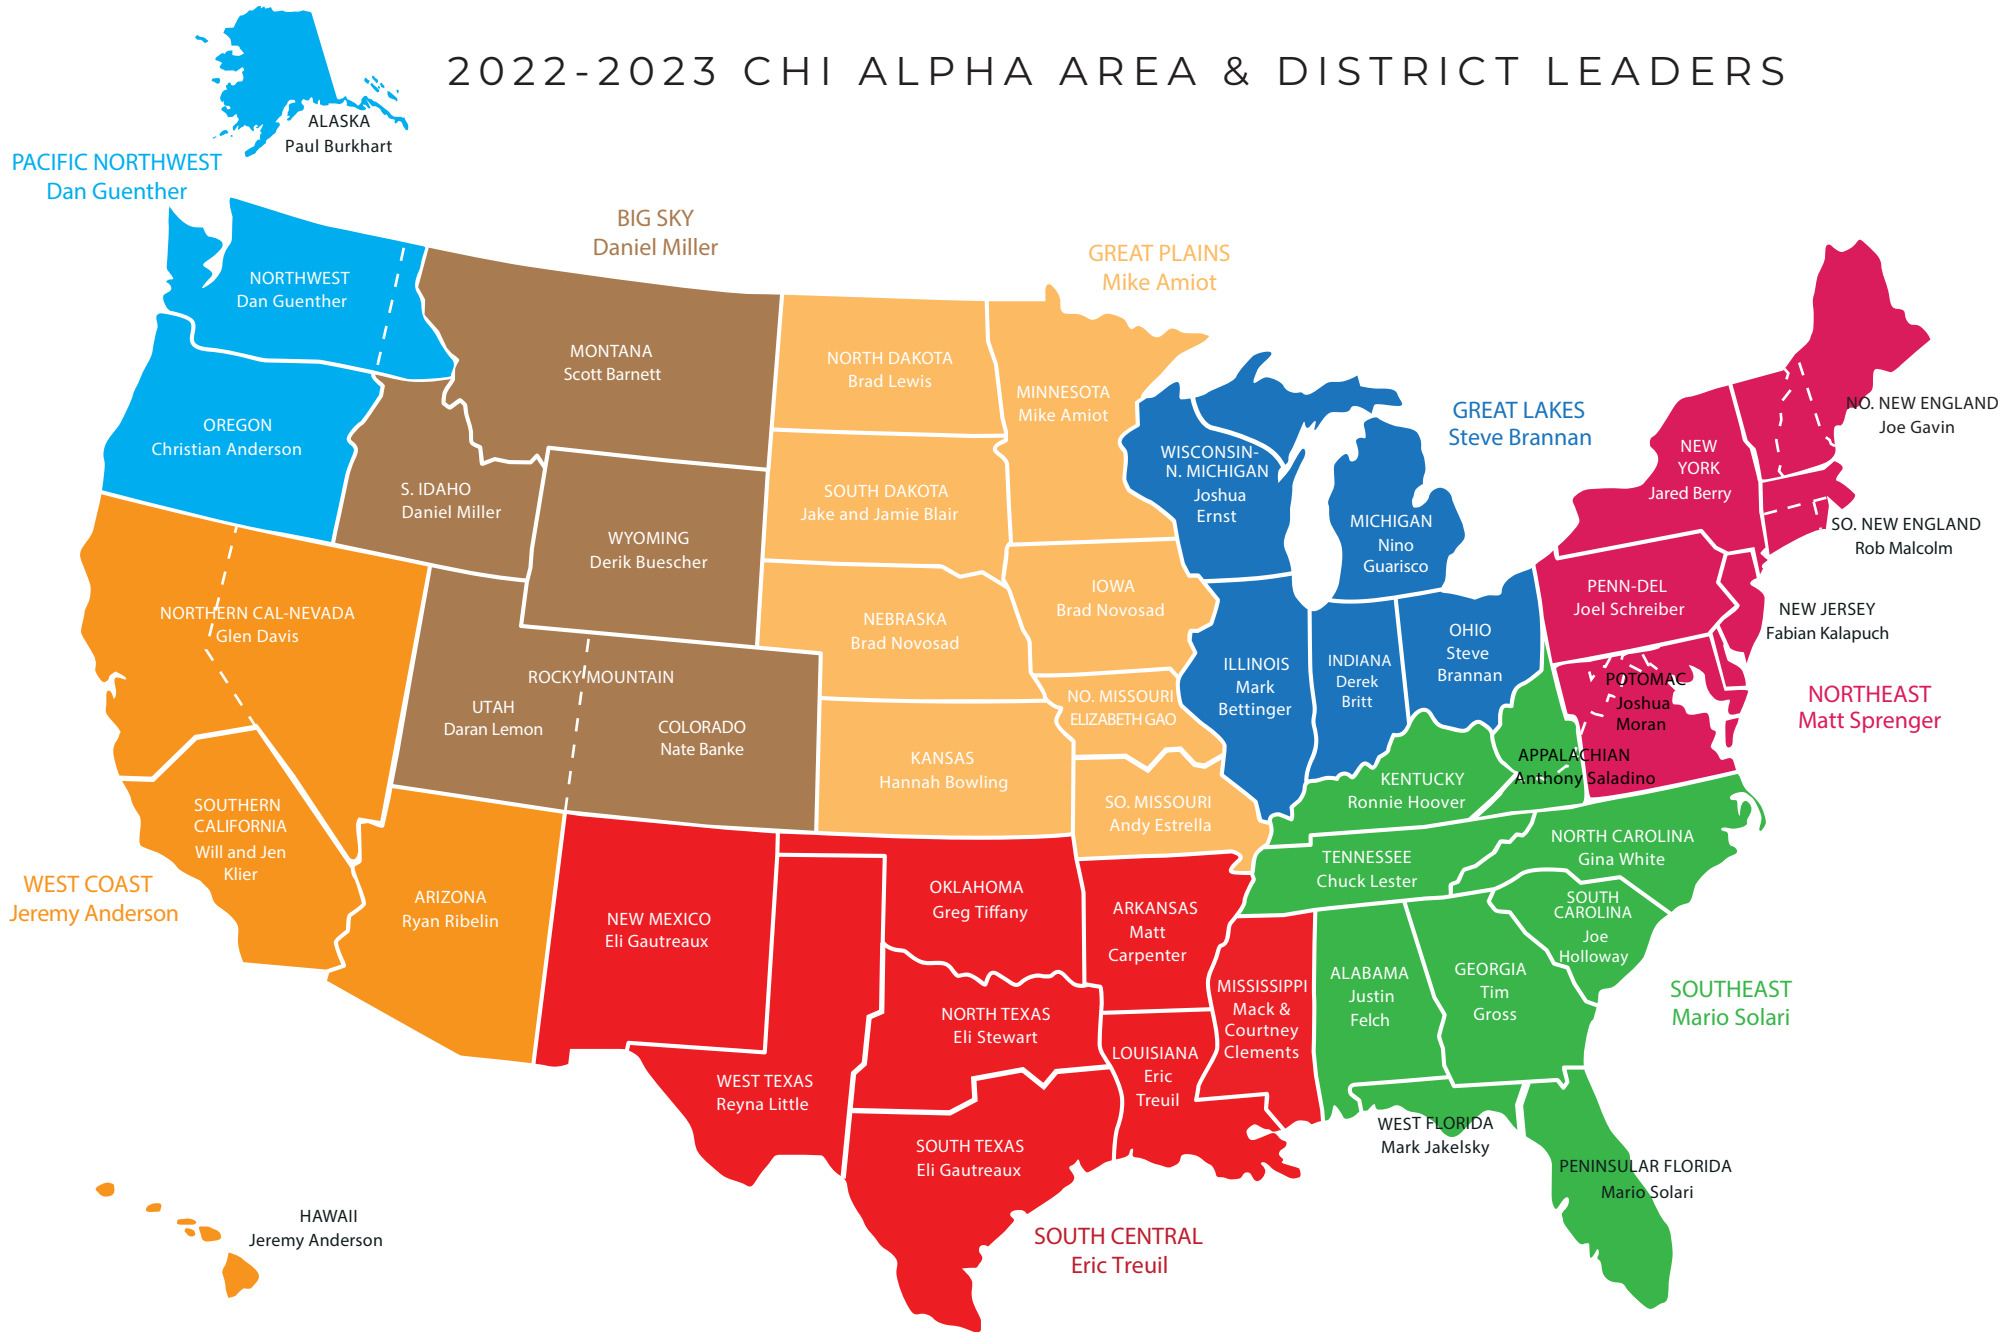 2022-2023 CHI ALPHA AREA & DISTRICT LEADERS
ALASKA
Paul Burkhart
PACIFIC NORTHWEST
Dan Guenther
NORTHWEST
Dan Guenther
OREGON
Christian Anderson
BIG SKY
Daniel Miller
MONTANA
Scott Barnett
S. IDAHO
Daniel Miller
WYOMING
Derik Buescher
ROCKY MOUNTAIN
UTAH
Daran Lemon
COLORADO
Nate Banke
GREAT PLAINS
Mike Amiot
NORTH DAKOTA
Brad Lewis
MINNESOTA
Mike Amiot
SOUTH DAKOTA
Jake and Jamie Blair
NEBRASKA
Brad Novosad
IOWA
Brad Novosad
NO. MISSOURI
ELIZABETH GAO
KANSAS
Hannah Bowling
SO. MISSOURI
Andy Estrella
GREAT LAKES
Steve Brannan
WISCONSIN-
N. MICHIGAN
Joshua
Ernst
MICHIGAN
Nino
Guarisco
ILLINOIS
Mark
Bettinger
INDIANA
Derek
Britt
OHIO
Steve
Brannan
NORTHEAST
Matt Sprenger
NO. NEW ENGLAND
Joe Gavin
NEW
YORK
Jared Berry
SO. NEW ENGLAND
Rob Malcolm
PENN-DEL
Joel Schreiber
NEW JERSEY
Fabian Kalapuch
POTOMAC
Joshua
Moran
APPALACHIAN
Anthony Saladino
KENTUCKY
Ronnie Hoover
TENNESSEE
Chuck Lester
NORTH CAROLINA
Gina White
SOUTH
CAROLINA
Joe
Holloway
GEORGIA
Tim
Gross
ALABAMA
Justin
Felch
SOUTHEAST
Mario Solari
WEST FLORIDA
Mark Jakelsky
PENINSULAR FLORIDA
Mario Solari
WEST COAST
Jeremy Anderson
NORTHERN CAL-NEVADA
Glen Davis
SOUTHERN
CALIFORNIA
Will and Jen
Klier
ARIZONA
Ryan Ribelin
HAWAII
Jeremy Anderson
NEW MEXICO
Eli Gautreaux
OKLAHOMA
Greg Tiffany
ARKANSAS
Matt
Carpenter
MISSISSIPPI
Mack &
Courtney
Clements
NORTH TEXAS
Eli Stewart
LOUISIANA
Eric
Treuil
WEST TEXAS
Reyna Little
SOUTH TEXAS
Eli Gautreaux
SOUTH CENTRAL
Eric Treuil